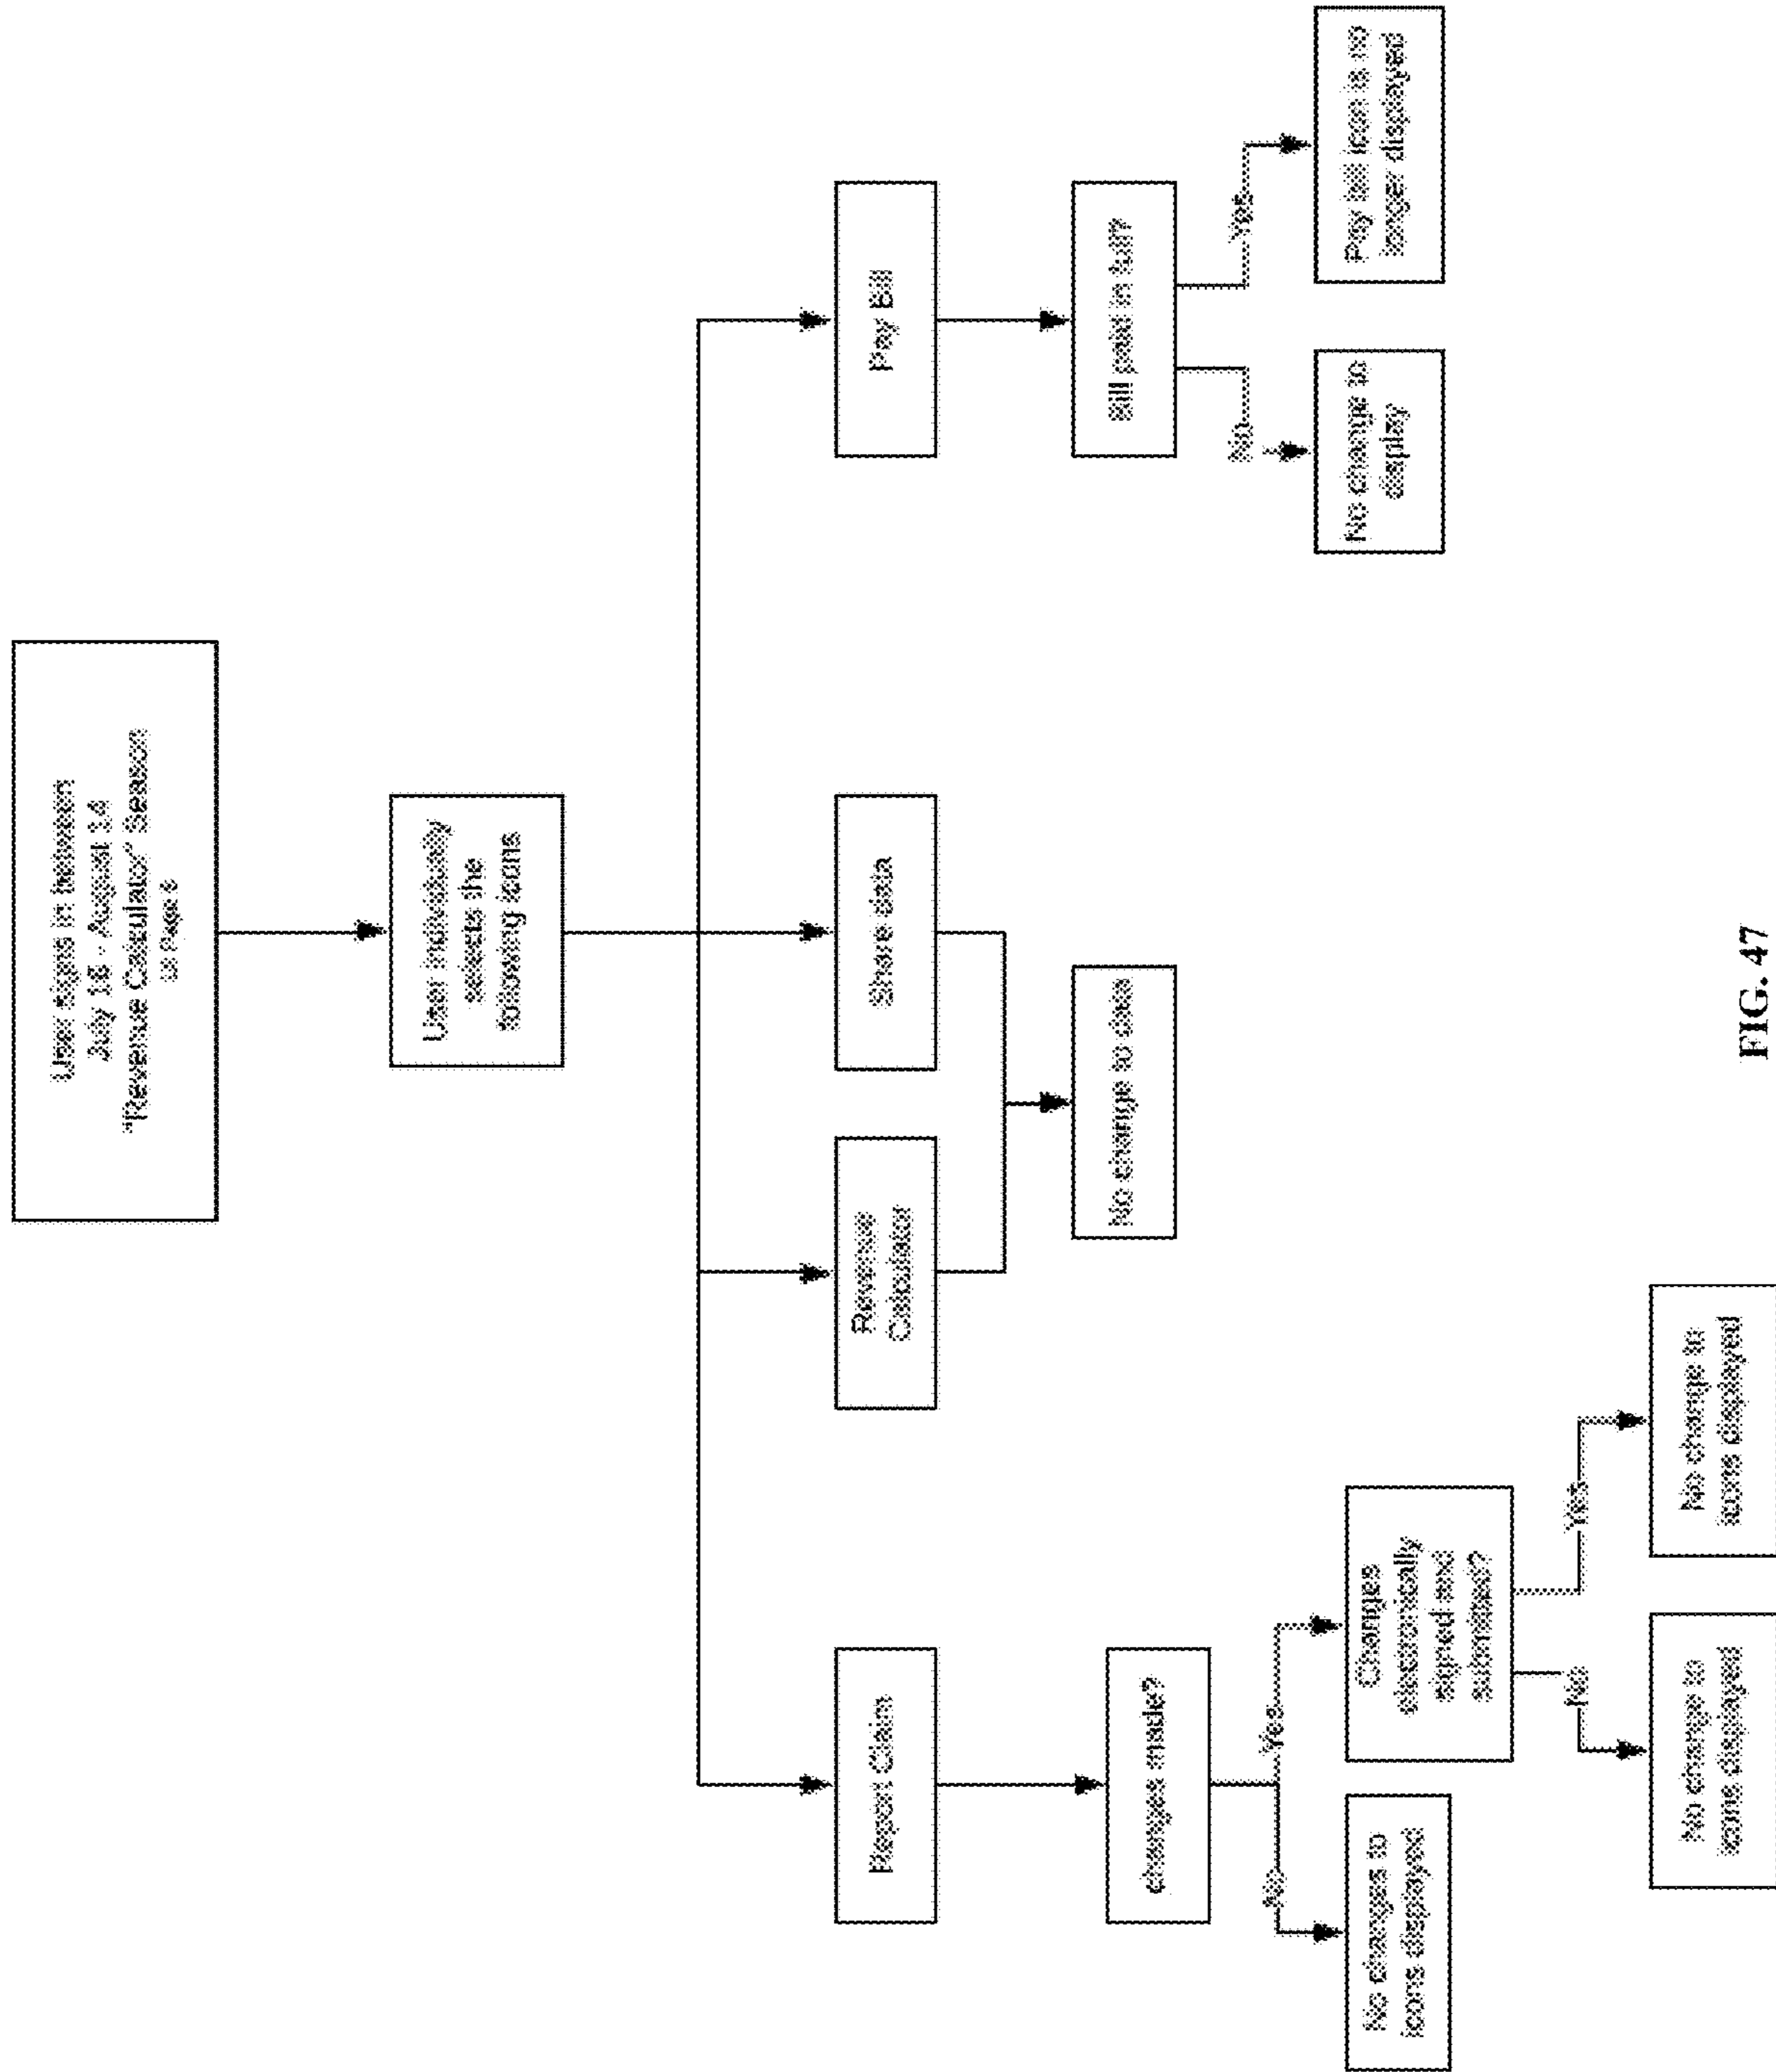 User signs in between
July 16 - August 14
"Revenue Calculator" Season
UI Page 6
User individually
selects the
following icons
Report Claim
Revenue
Calculator
Share data
Pay Bill
changes made?
No change to data
Bill paid in full?
No
Yes
No
Yes
No changes to
icons displayed
Changes
electronically
signed and
submitted?
No change to
display
Pay bill icon is no
longer displayed
No
Yes
No change to
icons displayed
No change to
icons displayed
FIG. 47